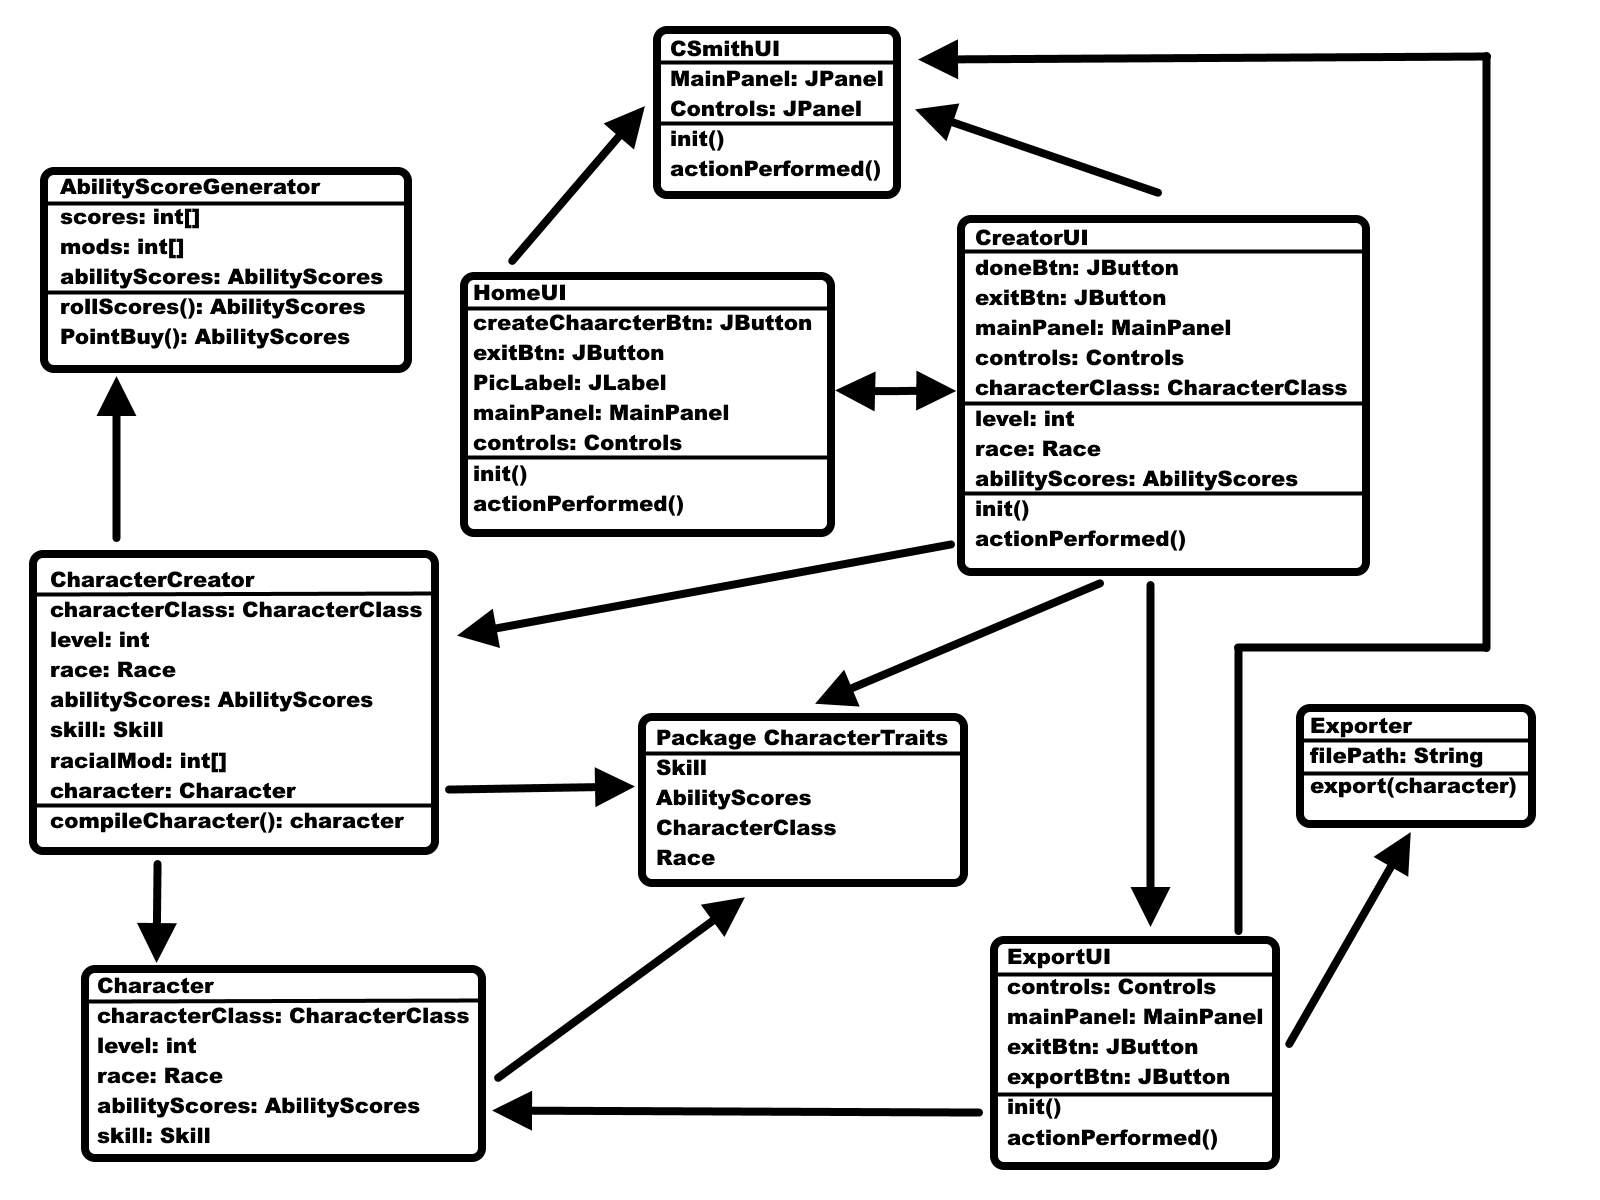 CSmithUI
MainPanel: JPanel
Controls: JPanel
init()
actionPerformed()
AbilityScoreGenerator
scores: int[]
mods: int[]
abilityScores: AbilityScores
rollScores(): AbilityScores
PointBuy(): AbilityScores
HomeUI
createChaarcterBtn: JButton
exitBtn: JButton
PicLabel: JLabel
mainPanel: MainPanel
controls: Controls
init()
actionPerformed()
CreatorUI
doneBtn: JButton
exitBtn: JButton
mainPanel: MainPanel
controls: Controls
characterClass: CharacterClass
level: int
race: Race
abilityScores: AbilityScores
init()
actionPerformed()
CharacterCreator
characterClass: CharacterClass
level: int
race: Race
abilityScores: AbilityScores
skill: Skill
racialMod: int[]
character: Character
compileCharacter(): character
Package CharacterTraits
Skill
AbilityScores
CharacterClass
Race
Exporter
filePath: String
export(character)
Character
characterClass: CharacterClass
level: int
race: Race
abilityScores: AbilityScores
skill: Skill
ExportUI
controls: Controls
mainPanel: MainPanel
exitBtn: JButton
exportBtn: JButton
init()
actionPerformed()